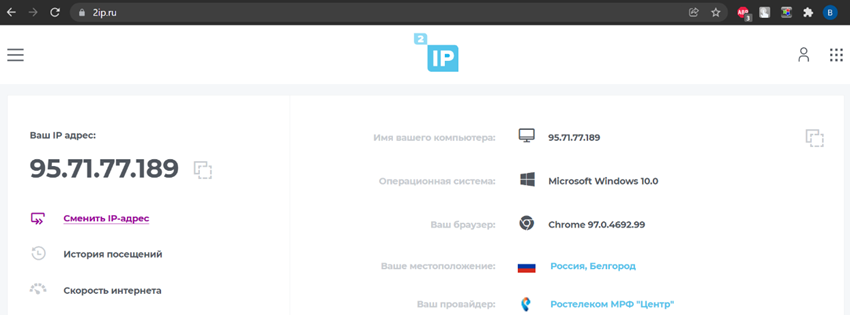 2ip.ru
ABP
3
B
2
IP
Ваш IP адрес:
95.71.77.189
Сменить IP-адрес
История посещений
Скорость интернета
Имя вашего компьютера: 95.71.77.189
Операционная система: Microsoft Windows 10.0
Ваш браузер: Chrome 97.0.4692.99
Ваше местоположение: Россия, Белгород
Ваш провайдер: Ростелеком МРФ "Центр"